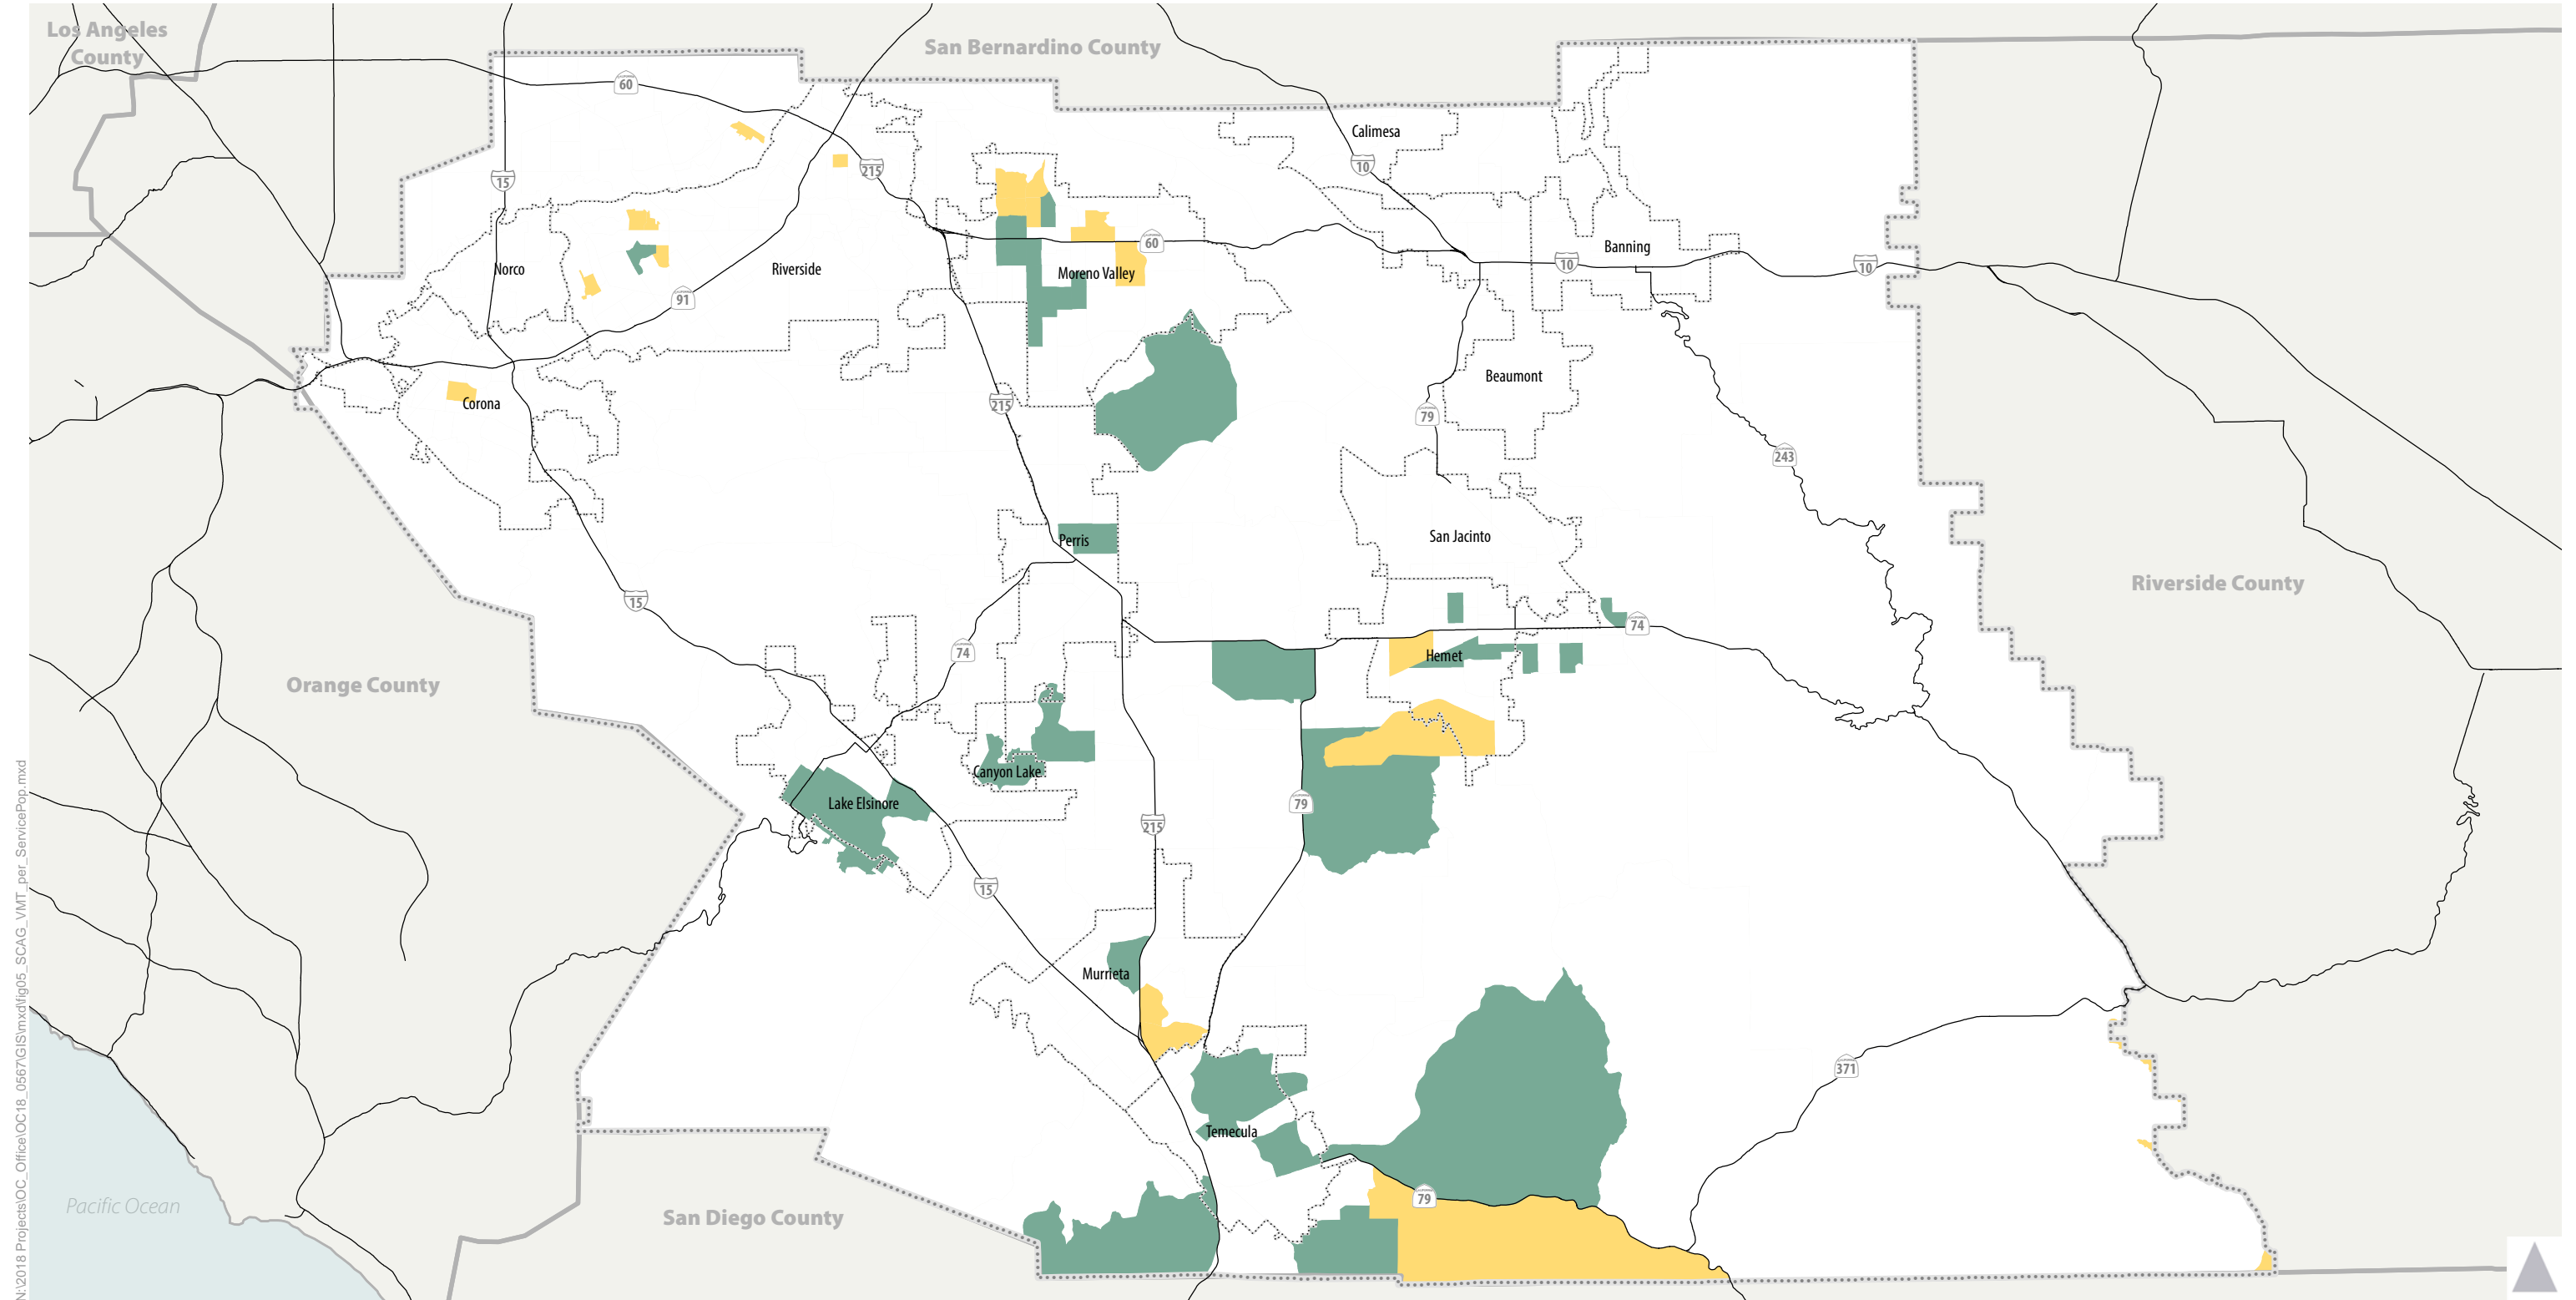 Los Angeles
County
San Bernardino County
60
Calimesa
10
215
15
Banning
60
10
10
Norco
Riverside
Moreno Valley
91
Beaumont
Corona
215
79
243
San Jacinto
Perris
Riverside County
15
74
74
Hemet
Orange County
Canyon Lake
Lake Elsinore
79
215
15
Murrieta
371
Temecula
79
Pacific Ocean
San Diego County
N:\2018 Projects\OC_Office\OC18_0567\GIS\mxd\fig05_SCAG_VMT_per_ServicePop.mxd